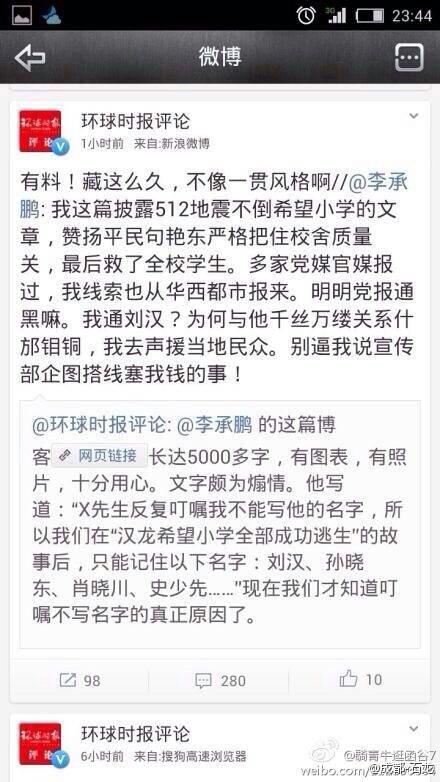 3G
23:44
微博
环球时报
评论
环球时报评论
1小时前 来自:新浪微博
有料！藏这么久，不像一贯风格啊//@李承
鹏: 我这篇披露512地震不倒希望小学的文
章，赞扬平民句艳东严格把住校舍质量
关，最后救了全校学生。多家党媒官媒报
过，我线索也从华西都市报来。明明党报通
黑嘛。我通刘汉？为何与他千丝万缕关系什
邡钼铜，我去声援当地民众。别逼我说宣传
部企图搭线塞我钱的事！
@环球时报评论: @李承鹏 的这篇博
客 网页链接 长达5000多字，有图表，有照
片，十分用心。文字颇为煽情。他写
道：“X先生反复叮嘱我不能写他的名字，所
以我们在“汉龙希望小学全部成功逃生”的故
事后，只能记住以下名字：刘汉、孙晓
东、肖晓川、史少先……”现在我们才知道叮
嘱不写名字的真正原因了。
98 280 10
环球时报
评论
环球时报评论
6小时前 来自:搜狗高速浏览器
@骑青牛逛函谷7